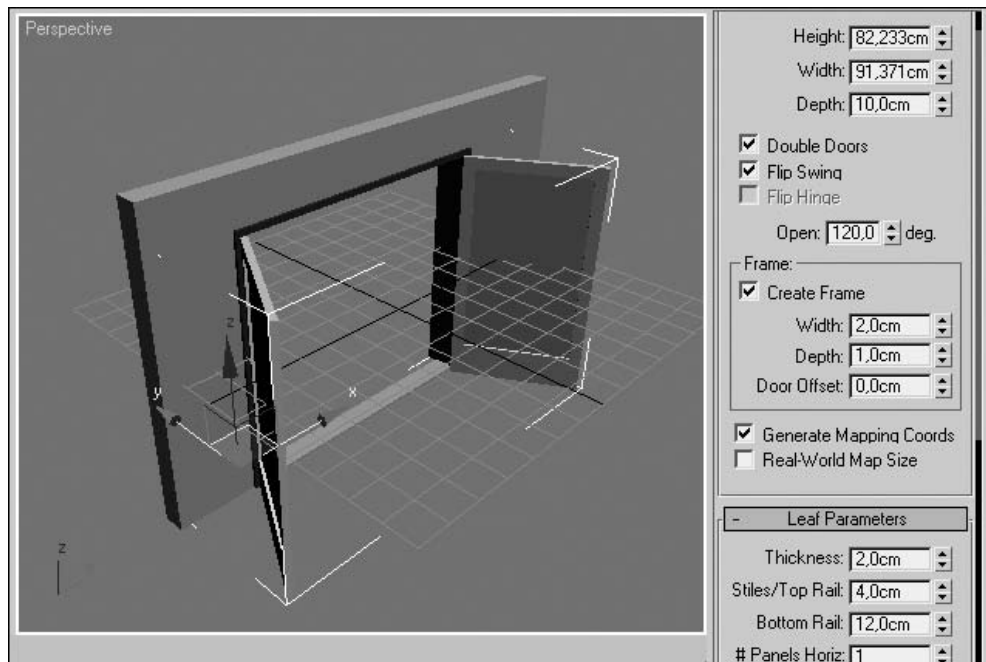 Perspective
z
y
x
z
Height: 82,233cm
Width: 91,371cm
Depth: 10,0cm
Double Doors
Flip Swing
Flip Hinge
Open: 120,0 deg.
Frame:
Create Frame
Width: 2,0cm
Depth: 1,0cm
Door Offset: 0,0cm
Generate Mapping Coords
Real-World Map Size
- Leaf Parameters
Thickness: 2,0cm
Stiles/Top Rail: 4,0cm
Bottom Rail: 12,0cm
# Panels Horiz: 1